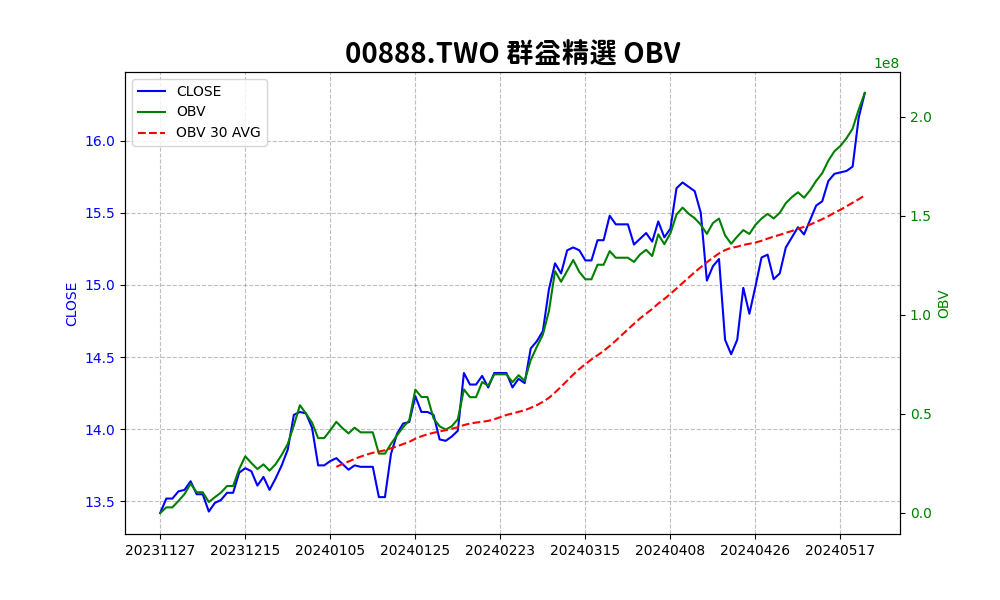 00888.TWO 群益精選 OBV
1e8
CLOSE
OBV
OBV 30 AVG
16.0
15.5
15.0
14.5
14.0
13.5
CLOSE
2.0
1.5
1.0
0.5
0.0
OBV
20231127 20231215 20240105 20240125 20240223 20240315 20240408 20240426 20240517